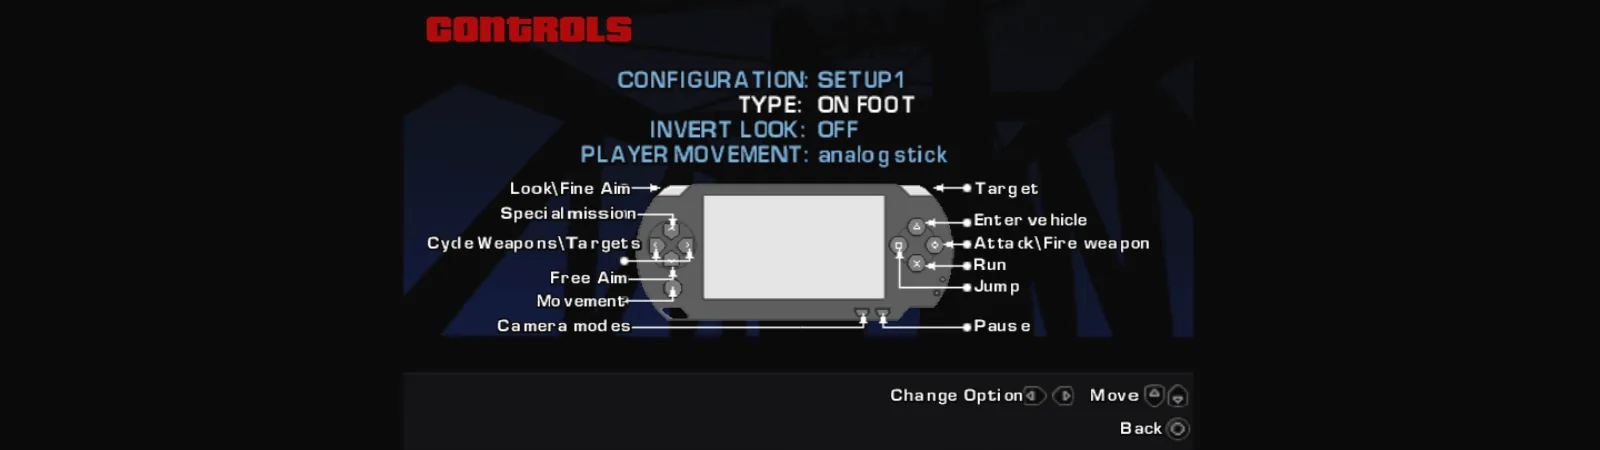 CONTROLS
CONFIGURATION: SETUP1
TYPE: ON FOOT
INVERT LOOK: OFF
PLAYER MOVEMENT: analog stick
Look\Fine Aim
Target
Special mission
Enter vehicle
Cycle Weapons\Targets
Attack\Fire weapon
Run
Free Aim
Jump
Movement
Camera modes
Pause
Change Option Move
Back